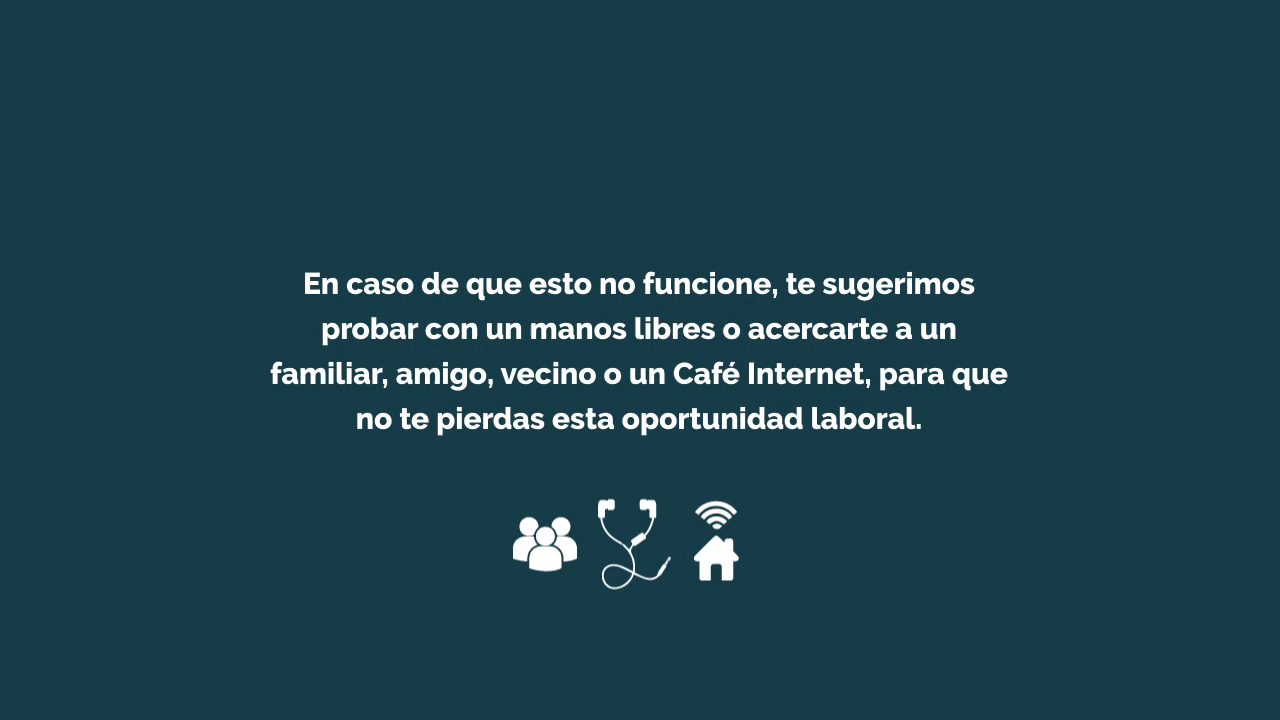 En caso de que esto no funcione, te sugerimos
probar con un manos libres o acercarte a un
familiar, amigo, vecino o un Café Internet, para que
no te pierdas esta oportunidad laboral.